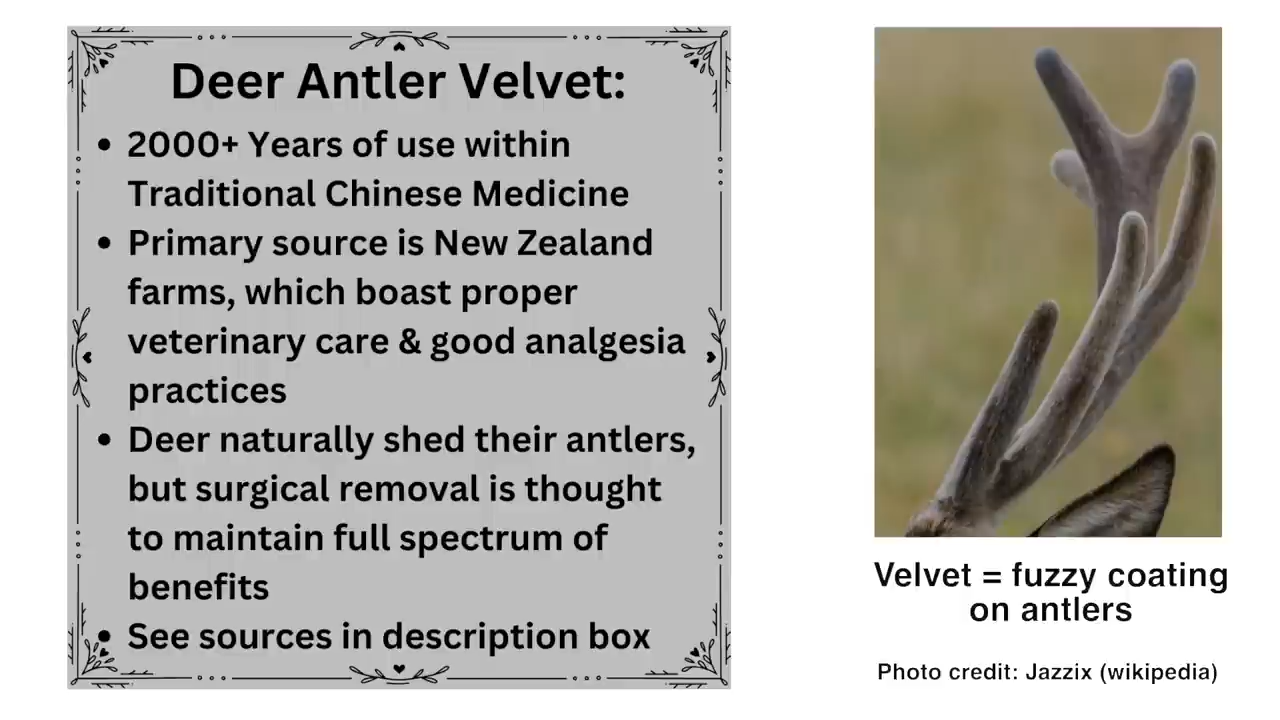 Deer Antler Velvet:
• 2000+ Years of use within
Traditional Chinese Medicine
• Primary source is New Zealand
farms, which boast proper
veterinary care & good analgesia
practices
• Deer naturally shed their antlers,
but surgical removal is thought
to maintain full spectrum of
benefits
• See sources in description box
Velvet = fuzzy coating
on antlers
Photo credit: Jazzix (wikipedia)